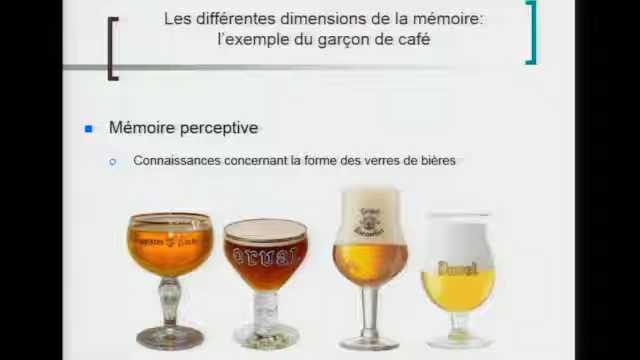 Les différentes dimensions de la mémoire:
l'exemple du garçon de café
Mémoire perceptive
Connaissances concernant la forme des verres de bières
orval
Duvel